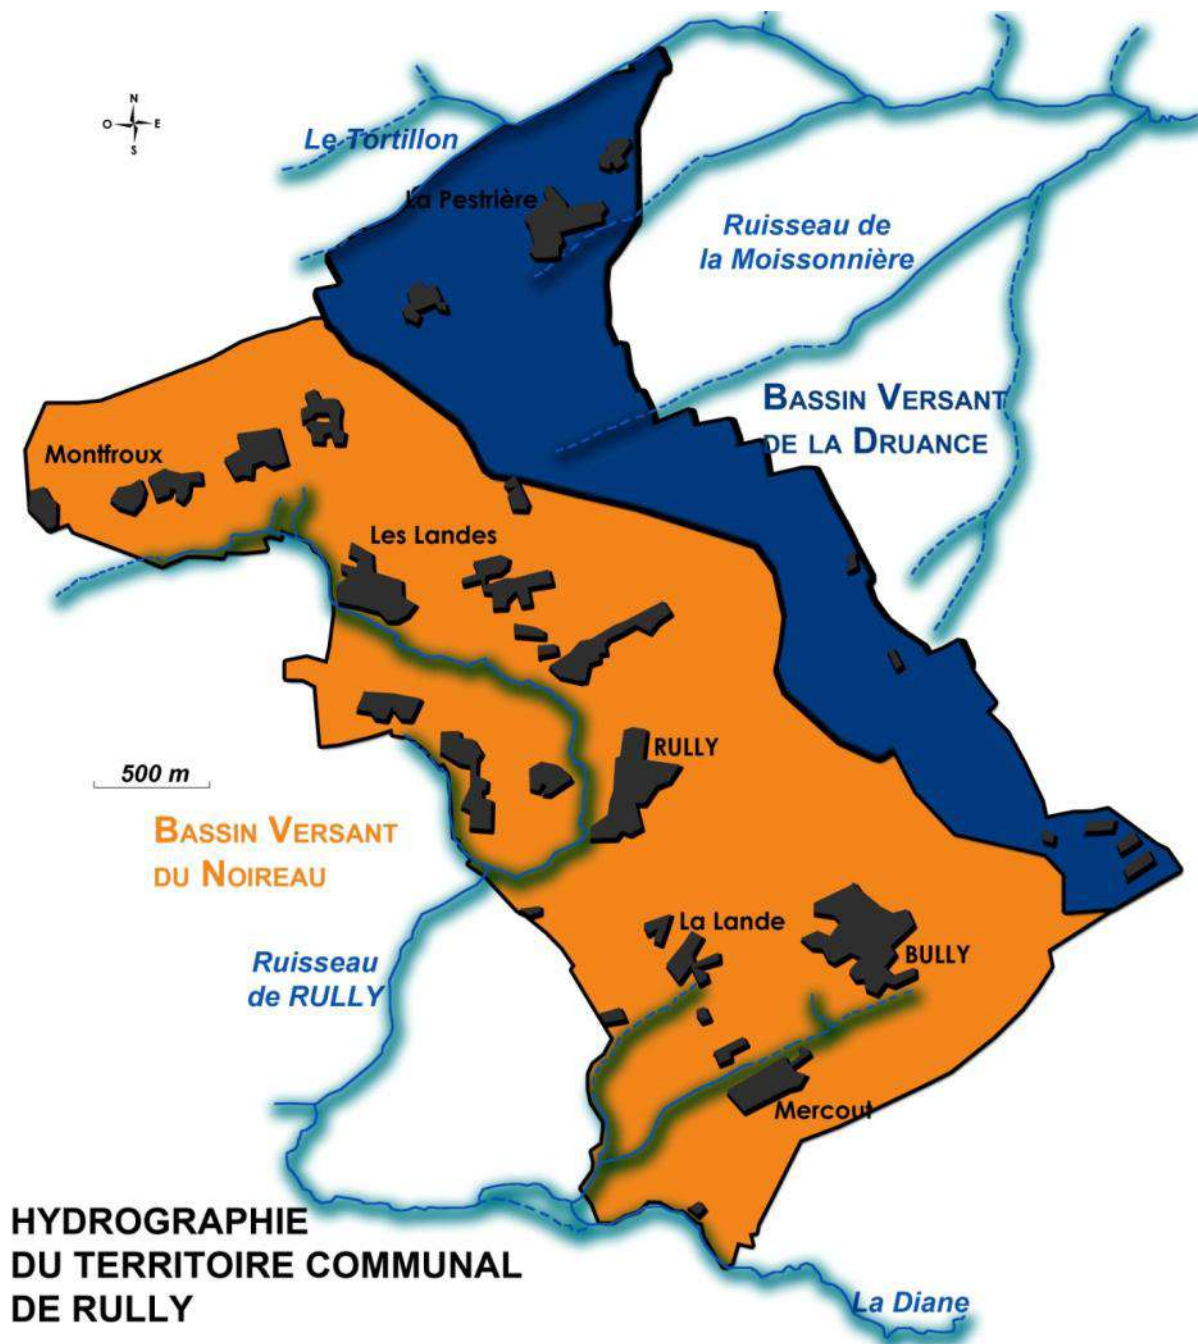 N
O E
S
Le Tortillon
La Pestrière
Ruisseau de
la Moissonnière
BASSIN VERSANT
DE LA DRUANCE
Montfroux
Les Landes
RULLY
500 m
BASSIN VERSANT
DU NOIREAU
La Lande
BULLY
Ruisseau
de RULLY
Mercout
HYDROGRAPHIE
DU TERRITOIRE COMMUNAL
DE RULLY
La Diane